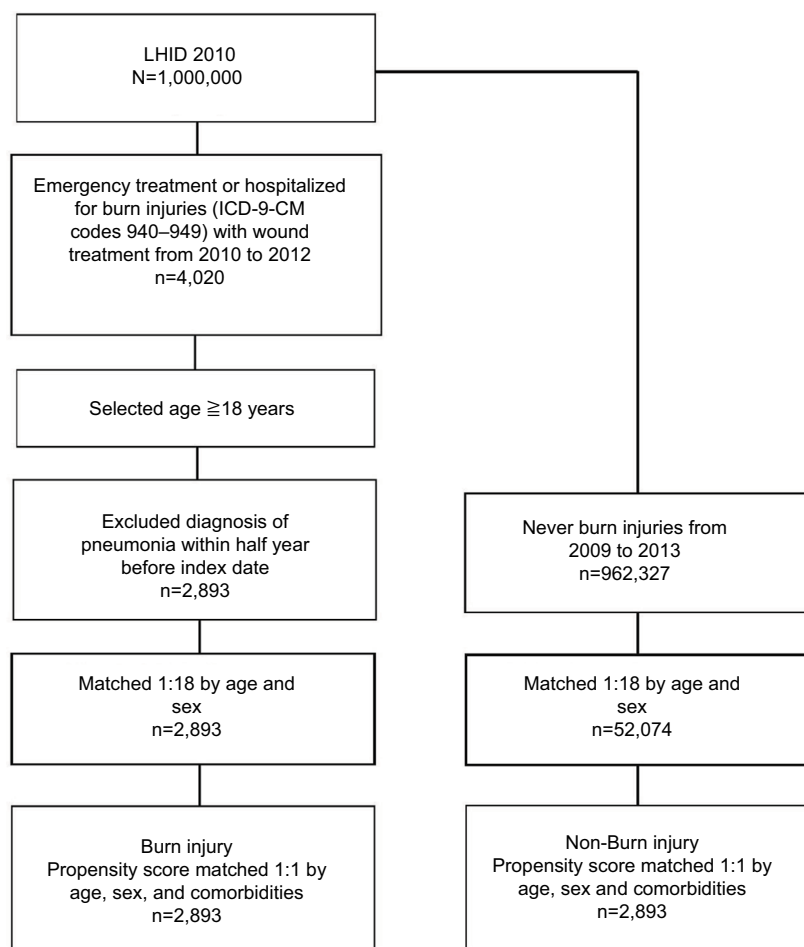 LHID 2010
N=1,000,000
Emergency treatment or hospitalized
for burn injuries (ICD-9-CM
codes 940–949) with wound
treatment from 2010 to 2012
n=4,020
Selected age ≧18 years
Excluded diagnosis of
pneumonia within half year
before index date
n=2,893
Never burn injuries from
2009 to 2013
n=962,327
Matched 1:18 by age and
sex
n=2,893
Matched 1:18 by age and
sex
n=52,074
Burn injury
Propensity score matched 1:1 by
age, sex, and comorbidities
n=2,893
Non-Burn injury
Propensity score matched 1:1 by
age, sex and comorbidities
n=2,893